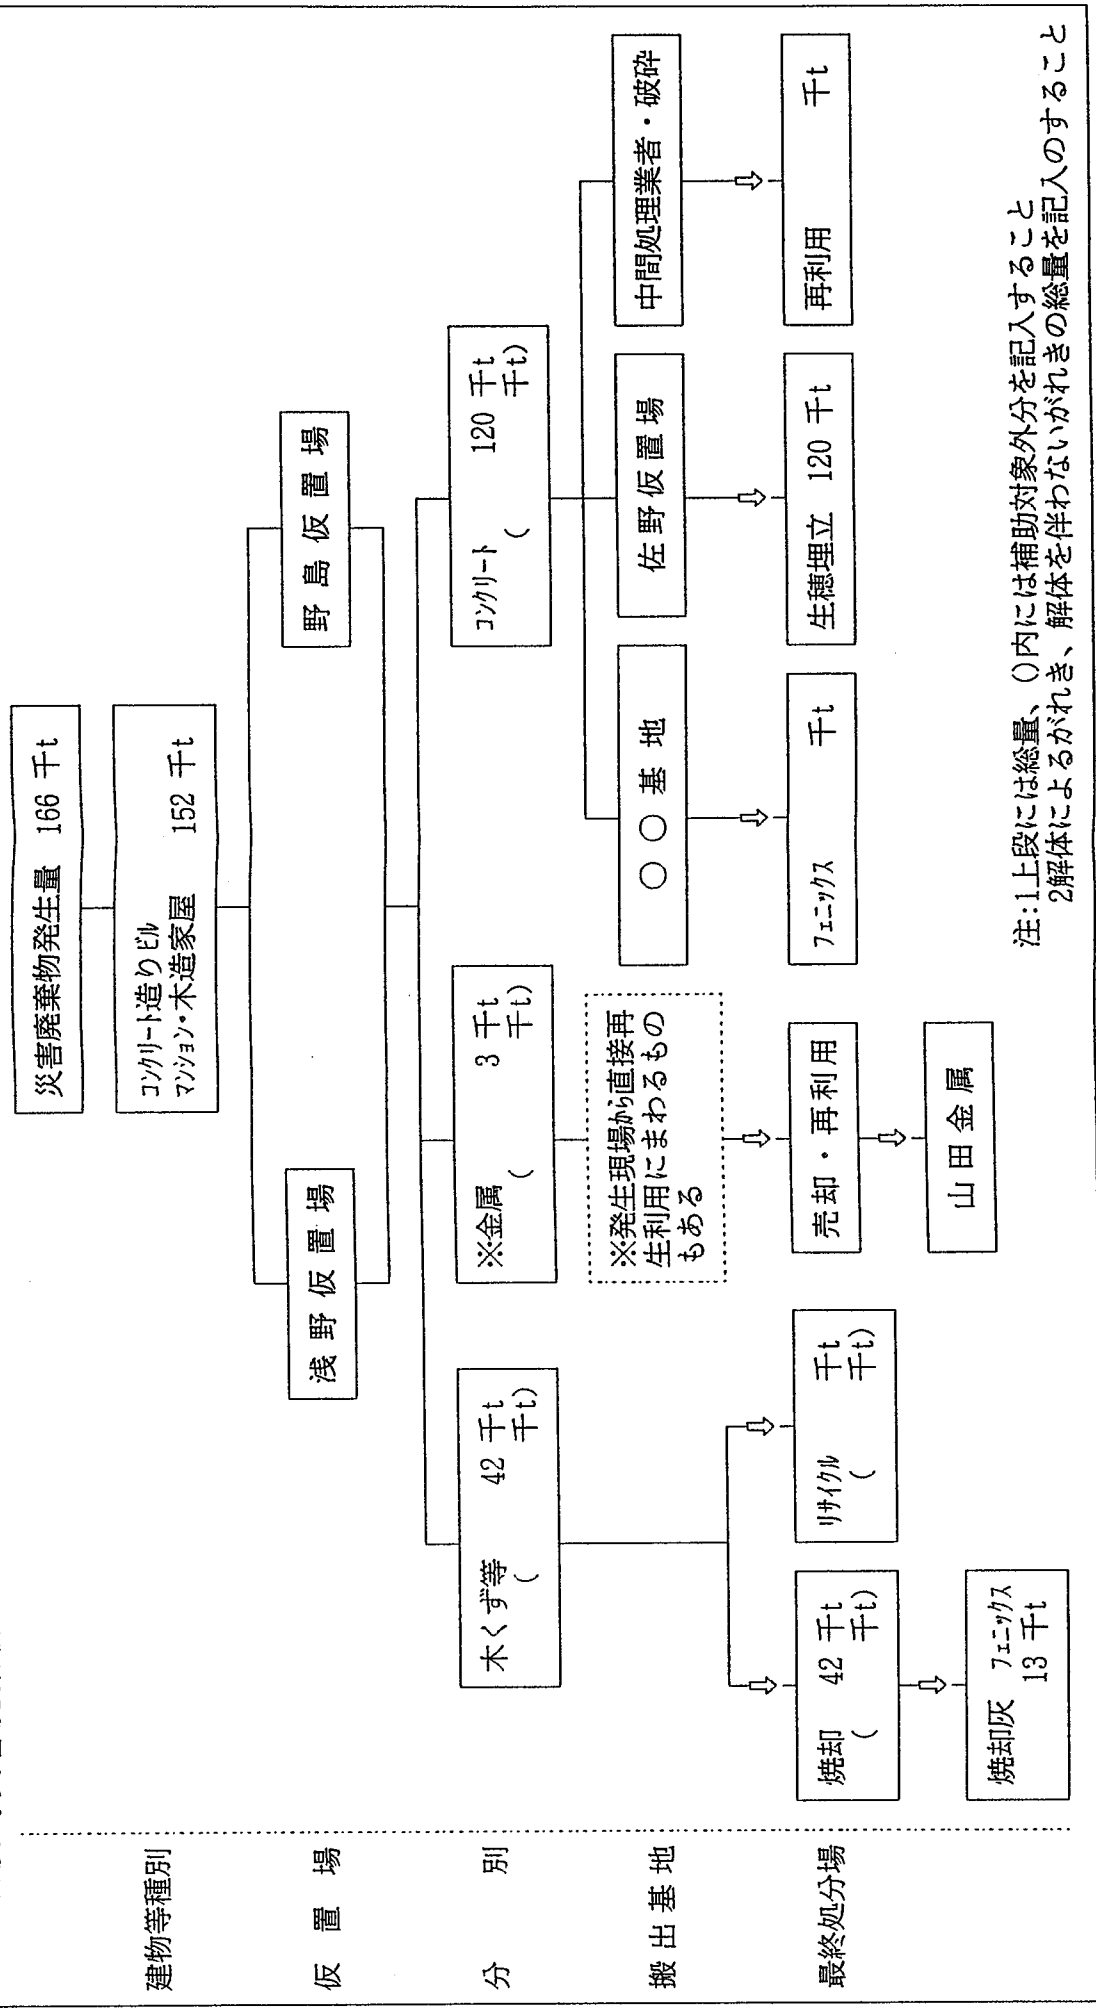 災害廃棄物発生量 166 千t
建物等種別
コンクリート造りビル
マンション・木造家屋 152 千t
仮置場
浅野仮置場
野島仮置場
分別
木くず等 42 千t
( 千t)
※金属 3 千t
( 千t)
コンクリート 120 千t
( 千t)
搬出基地
※発生現場から直接再
生利用にまわるもの
もある
○○基地
佐野仮置場
中間処理業者・破砕
最終処分場
焼却 42 千t
( 千t)
リサイクル 千t
( 千t)
売却・再利用
フェニックス 千t
生穂埋立 120 千t
再利用 千t
焼却灰 フェニックス
13 千t
山田金属
注:1上段には総量、()内には補助対象外分を記入すること
2解体によるがれき、解体を伴わないがれきの総量を記入のすること